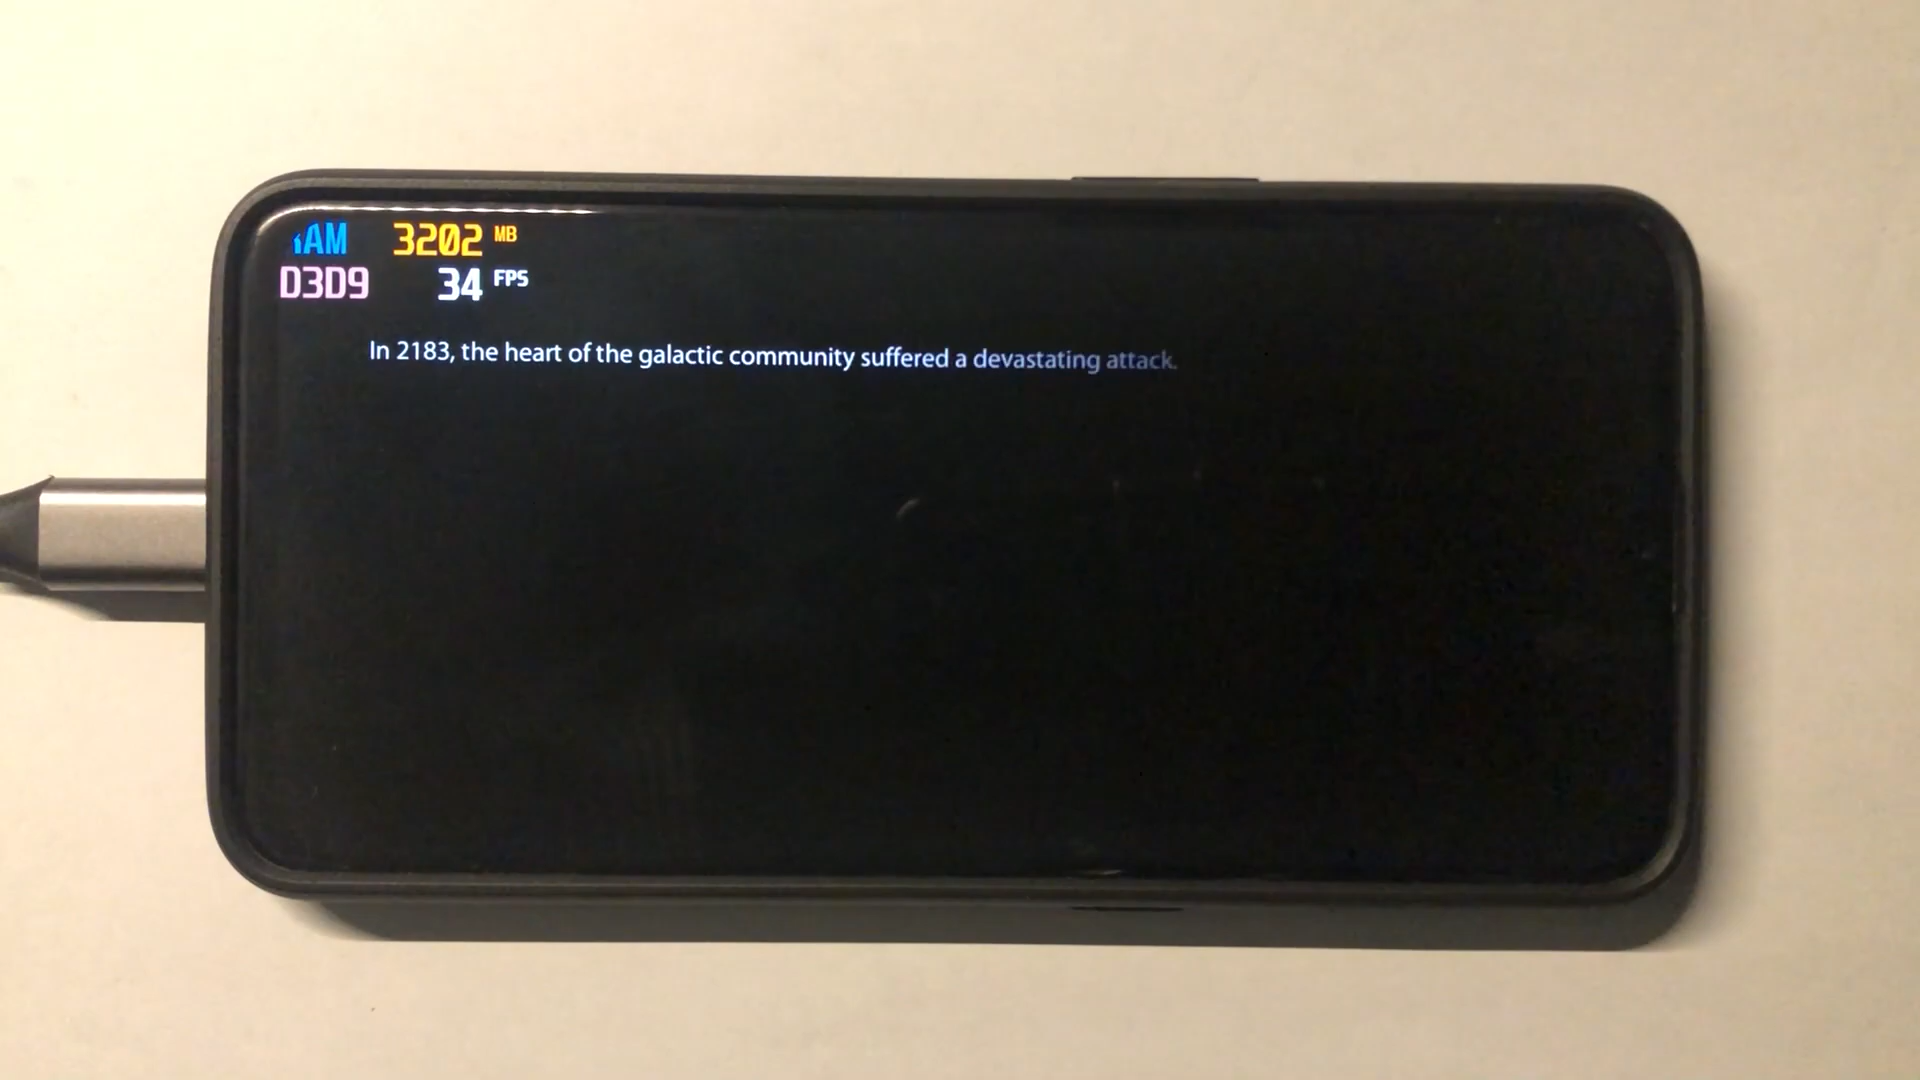 AM 3202 MB
D3D9 34 FPS
In 2183, the heart of the galactic community suffered a devastating attack.